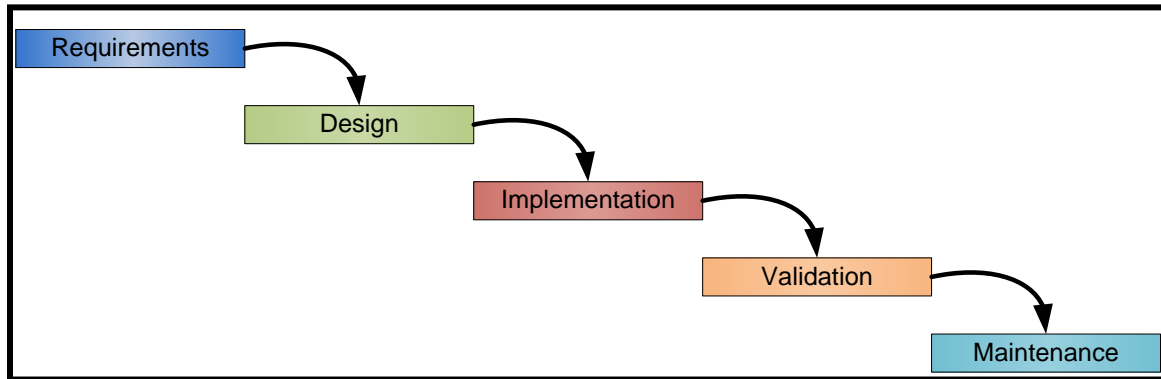 Requirements
Design
Implementation
Validation
Maintenance